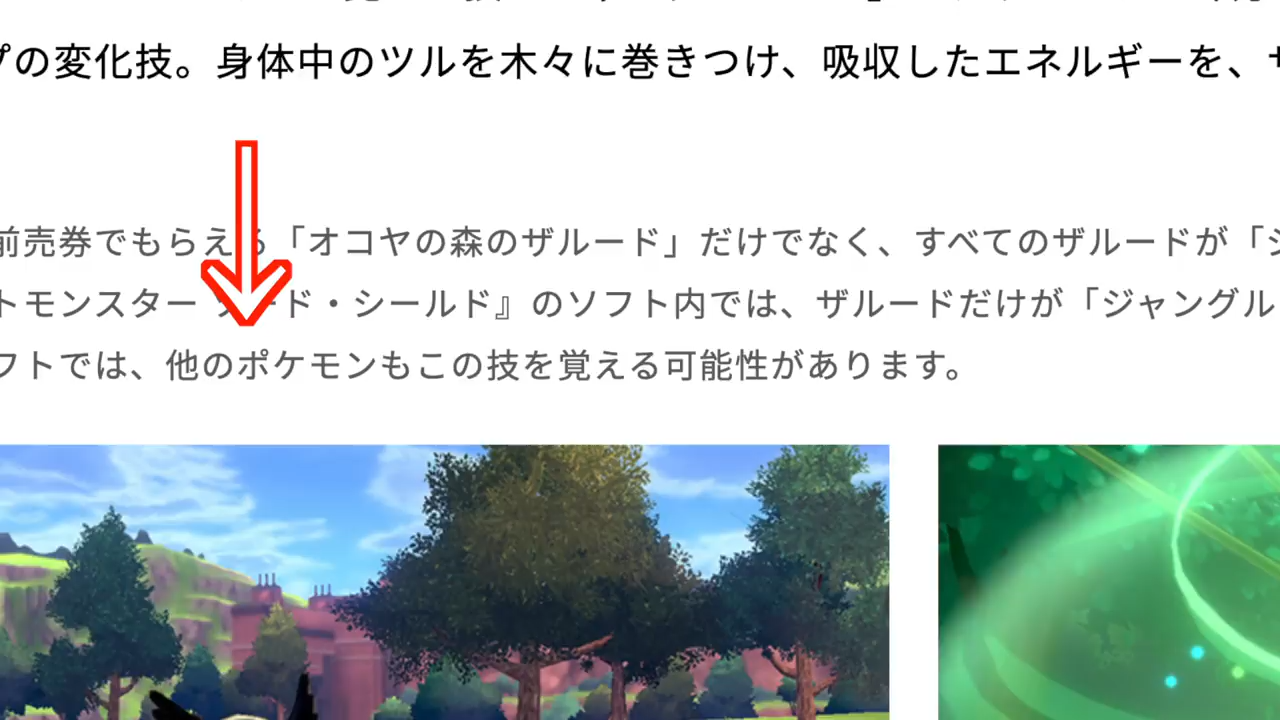 プの変化技。身体中のツルを木々に巻きつけ、吸収したエネルギーを、
前売券でもらえる「オコヤの森のザルード」だけでなく、すべてのザルードが「ジ
トモンスター ソード・シールド』のソフト内では、ザルードだけが「ジャングル
フトでは、他のポケモンもこの技を覚える可能性があります。